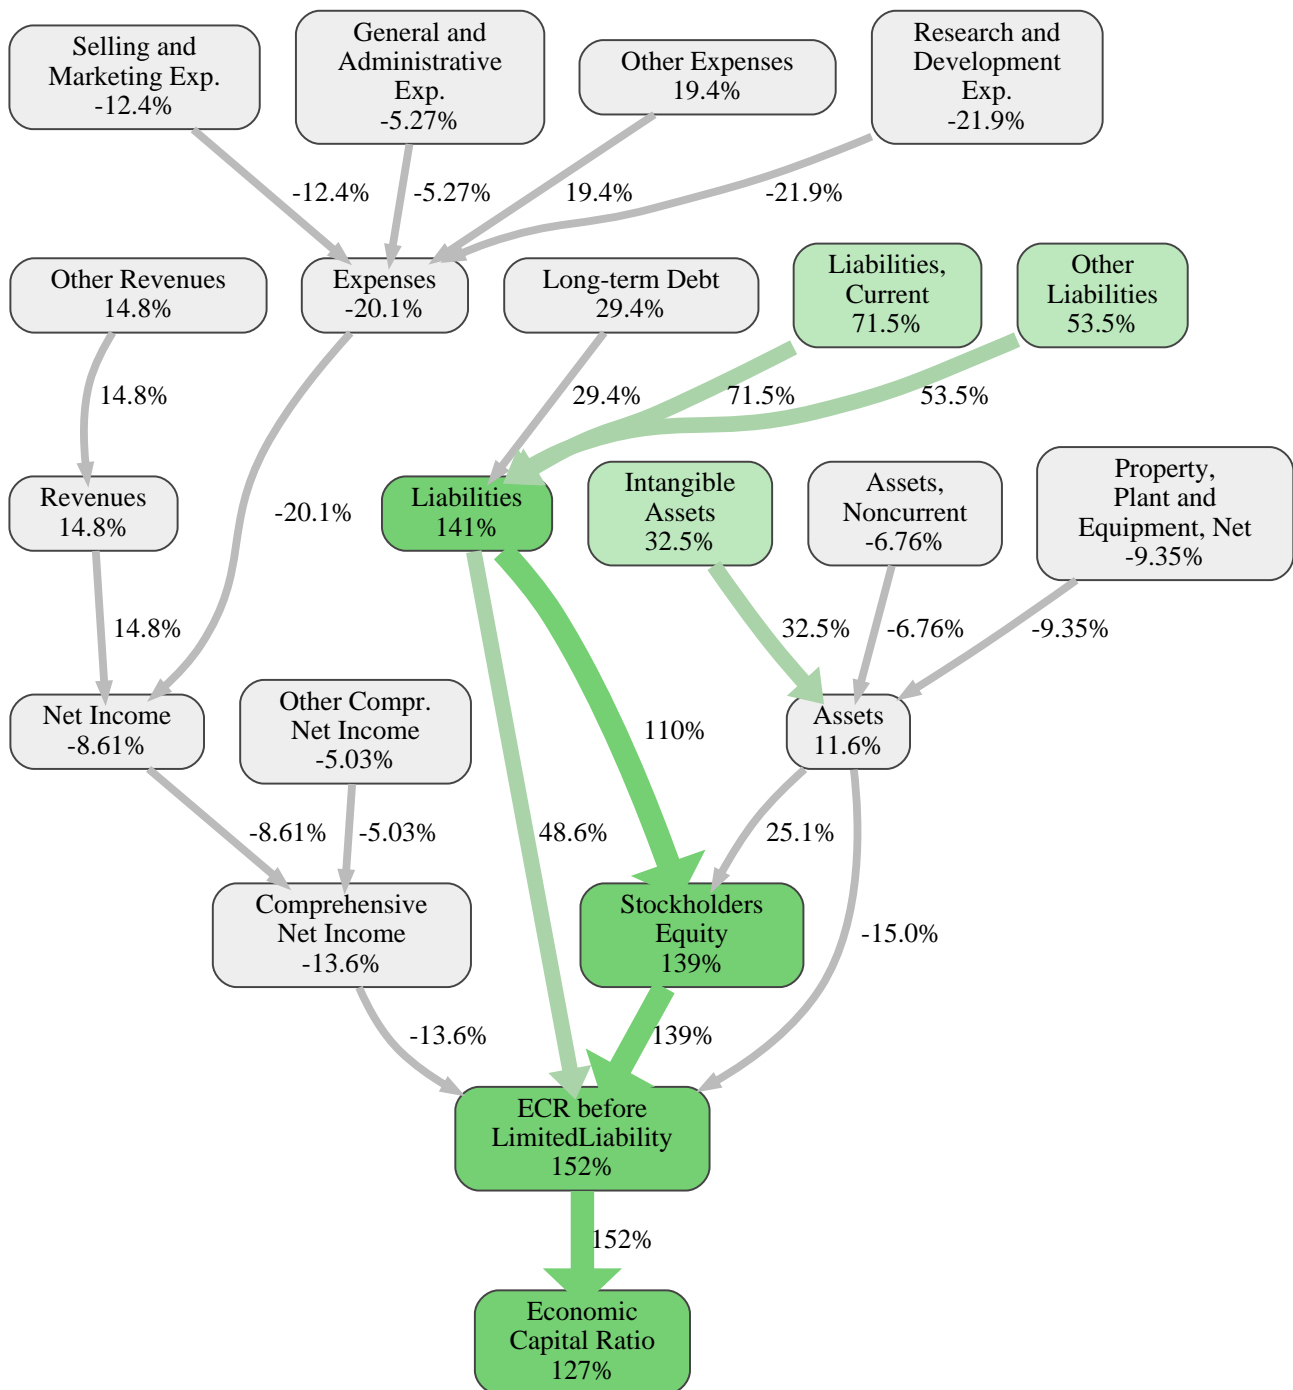 Selling and
Marketing Exp.
-12.4%
General and
Administrative
Exp.
-5.27%
Other Expenses
19.4%
Research and
Development
Exp.
-21.9%
-12.4%
-5.27%
19.4%
-21.9%
Other Revenues
14.8%
Expenses
-20.1%
Long-term Debt
29.4%
Liabilities,
Current
71.5%
Other
Liabilities
53.5%
14.8%
29.4%
71.5%
53.5%
Revenues
14.8%
-20.1%
Liabilities
141%
Intangible
Assets
32.5%
Assets,
Noncurrent
-6.76%
Property,
Plant and
Equipment, Net
-9.35%
14.8%
32.5%
-6.76%
-9.35%
Net Income
-8.61%
Other Compr.
Net Income
-5.03%
110%
Assets
11.6%
-8.61%
-5.03%
48.6%
25.1%
Comprehensive
Net Income
-13.6%
Stockholders
Equity
139%
-15.0%
-13.6%
139%
ECR before
LimitedLiability
152%
152%
Economic
Capital Ratio
127%